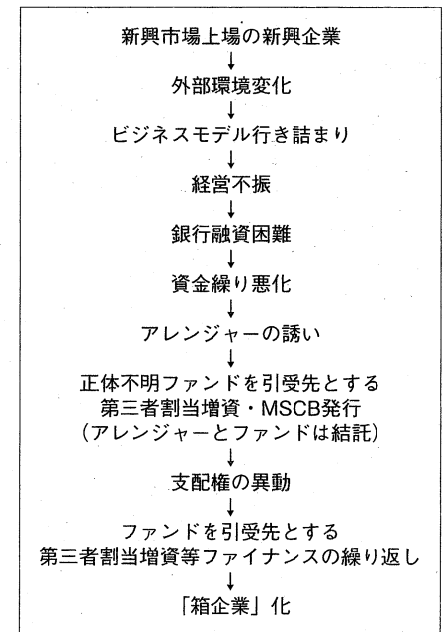 新興市場上場の新興企業
↓
外部環境変化
↓
ビジネスモデル行き詰まり
↓
経営不振
↓
銀行融資困難
↓
資金繰り悪化
↓
アレンジャーの誘い
↓
正体不明ファンドを引受先とする
第三者割当増資・MSCB発行
（アレンジャーとファンドは結託）
↓
支配権の異動
↓
ファンドを引受先とする
第三者割当増資等ファイナンスの繰り返し
↓
「箱企業」化